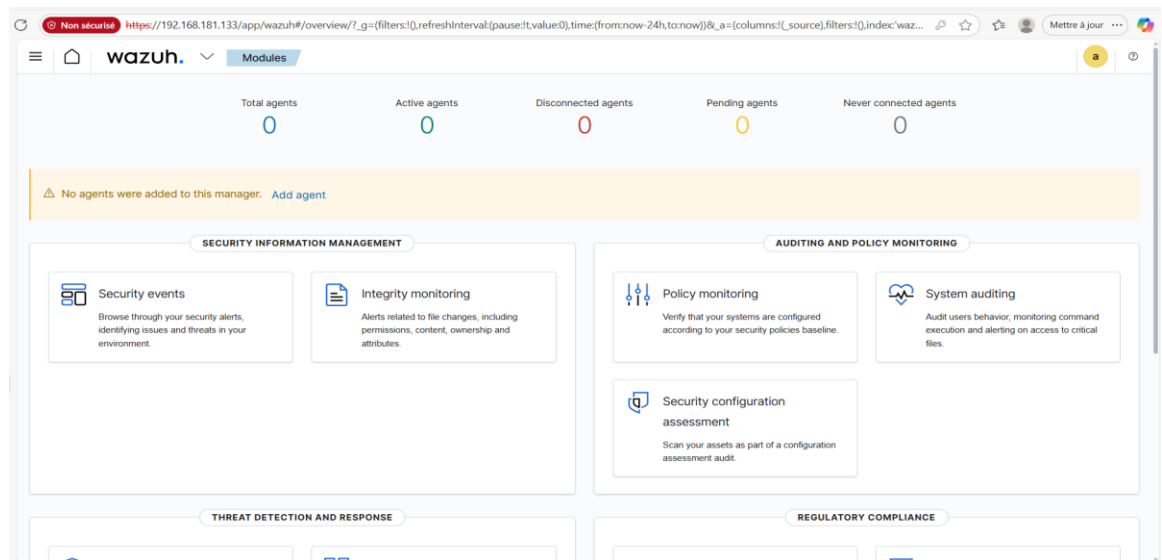 Non sécurisé https://192.168.181.133/app/wazuh#/overview/?_g=(filters:!(),refreshInterval:(pause:!t,value:0),time:(from:now-24h,to:now))&_a=(columns:!(_source),filters:!(),index:'waz... Mettre à jour ...
wazuh. Modules a
Total agents Active agents Disconnected agents Pending agents Never connected agents
0 0 0 0 0
No agents were added to this manager. Add agent
SECURITY INFORMATION MANAGEMENT
Security events
Browse through your security alerts,
identifying issues and threats in your
environment.
Integrity monitoring
Alerts related to file changes, including
permissions, content, ownership and
attributes.
AUDITING AND POLICY MONITORING
Policy monitoring
Verify that your systems are configured
according to your security policies baseline.
System auditing
Audit users behavior, monitoring command
execution and alerting on access to critical
files.
Security configuration
assessment
Scan your assets as part of a configuration
assessment audit.
THREAT DETECTION AND RESPONSE
REGULATORY COMPLIANCE